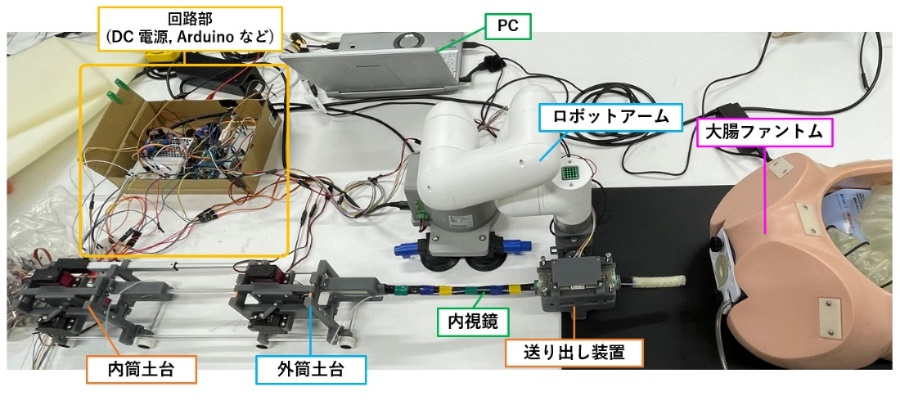 回路部
(DC 電源, Arduino など)
PC
ロボットアーム
大腸ファントム
内視鏡
送り出し装置
内筒土台
外筒土台